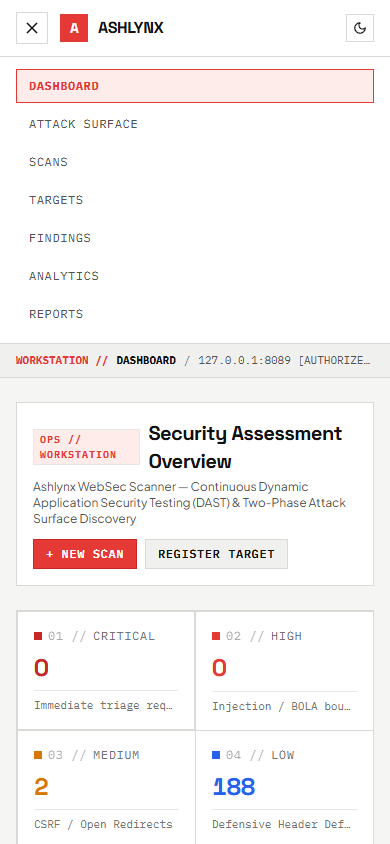 A ASHLYNX
DASHBOARD
ATTACK SURFACE
SCANS
TARGETS
FINDINGS
ANALYTICS
REPORTS
WORKSTATION // DASHBOARD / 127.0.0.1:8089 [AUTHORIZE…
OPS //
WORKSTATION
Security Assessment
Overview
Ashlynx WebSec Scanner — Continuous Dynamic
Application Security Testing (DAST) & Two-Phase Attack
Surface Discovery
+ NEW SCAN
REGISTER TARGET
01 // CRITICAL
0
Immediate triage req…
02 // HIGH
0
Injection / BOLA bou…
03 // MEDIUM
2
CSRF / Open Redirects
04 // LOW
188
Defensive Header Def…